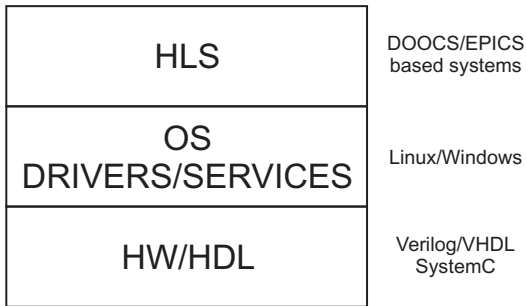 HLS
DOOCS/EPICS
based systems
OS
DRIVERS/SERVICES
Linux/Windows
HW/HDL
Verilog/VHDL
SystemC